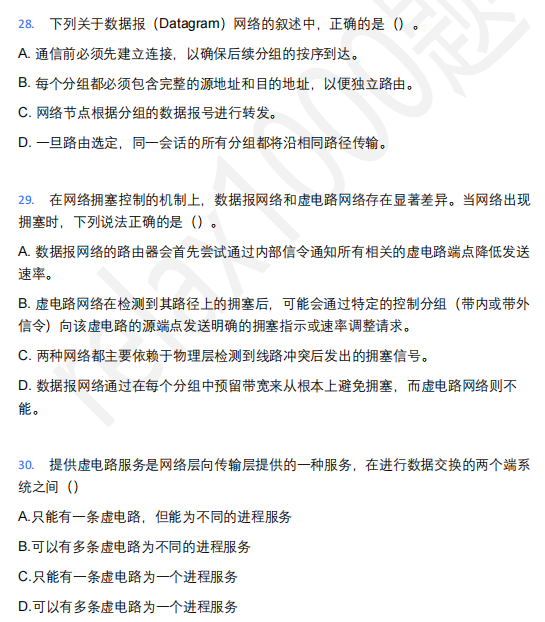 28. 下列关于数据报（Datagram）网络的叙述中，正确的是（）。
A. 通信前必须先建立连接，以确保后续分组的按序到达。
B. 每个分组都必须包含完整的源地址和目的地址，以便独立路由。
C. 网络节点根据分组的数据报号进行转发。
D. 一旦路由选定，同一会话的所有分组都将沿相同路径传输。
29. 在网络拥塞控制的机制上，数据报网络和虚电路网络存在显著差异。当网络出现
拥塞时，下列说法正确的是（）。
A. 数据报网络的路由器会首先尝试通过内部信令通知所有相关的虚电路端点降低发送
速率。
B. 虚电路网络在检测到其路径上的拥塞后，可能会通过特定的控制分组（带内或带外
信令）向该虚电路的源端点发送明确的拥塞指示或速率调整请求。
C. 两种网络都主要依赖于物理层检测到线路冲突后发出的拥塞信号。
D. 数据报网络通过在每个分组中预留带宽来从根本上避免拥塞，而虚电路网络则不
能。
30. 提供虚电路服务是网络层向传输层提供的一种服务，在进行数据交换的两个端系
统之间（）
A.只能有一条虚电路，但能为不同的进程服务
B.可以有多条虚电路为不同的进程服务
C.只能有一条虚电路为一个进程服务
D.可以有多条虚电路为一个进程服务
relax1000题